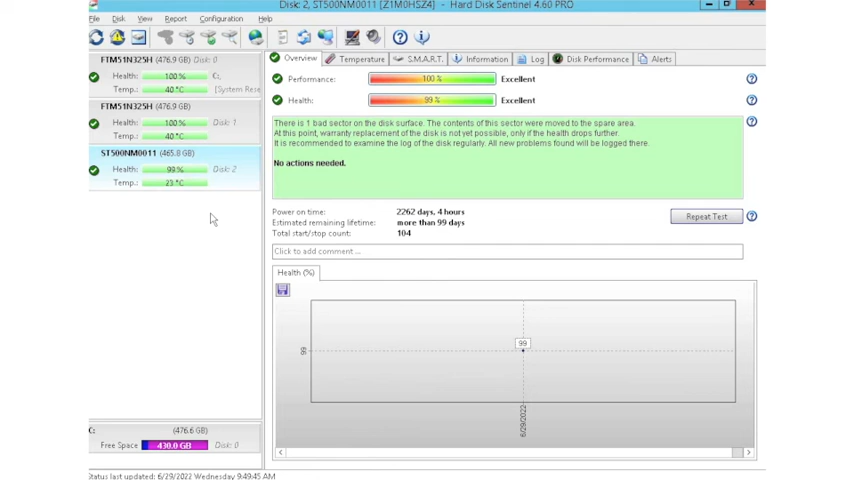 Disk: 2, ST500NM0011 [Z1M0HSZ4] - Hard Disk Sentinel 4.60 PRO
File Disk View Report Configuration Help
FTM51N325H (476.9 GB) Disk: 0
Health: 100 % C:,
Temp.: 40 °C [System Rese
FTM51N325H (476.9 GB)
Health: 100 % Disk: 1
Temp.: 40 °C
ST500NM0011 (465.8 GB)
Health: 99 % Disk: 2
Temp.: 23 °C
C: (476.6 GB)
Free Space 430.0 GB Disk: 0
Overview Temperature S.M.A.R.T. Information Log Disk Performance Alerts
Performance: 100 % Excellent
Health: 99 % Excellent
There is 1 bad sector on the disk surface. The contents of this sector were moved to the spare area.
At this point, warranty replacement of the disk is not yet possible, only if the health drops further.
It is recommended to examine the log of the disk regularly. All new problems found will be logged there.
No actions needed.
Power on time: 2262 days, 4 hours
Estimated remaining lifetime: more than 99 days
Total start/stop count: 104
Repeat Test
Click to add comment ...
Health (%)
99
99
6/29/2022
Status last updated: 6/29/2022 Wednesday 9:49:45 AM